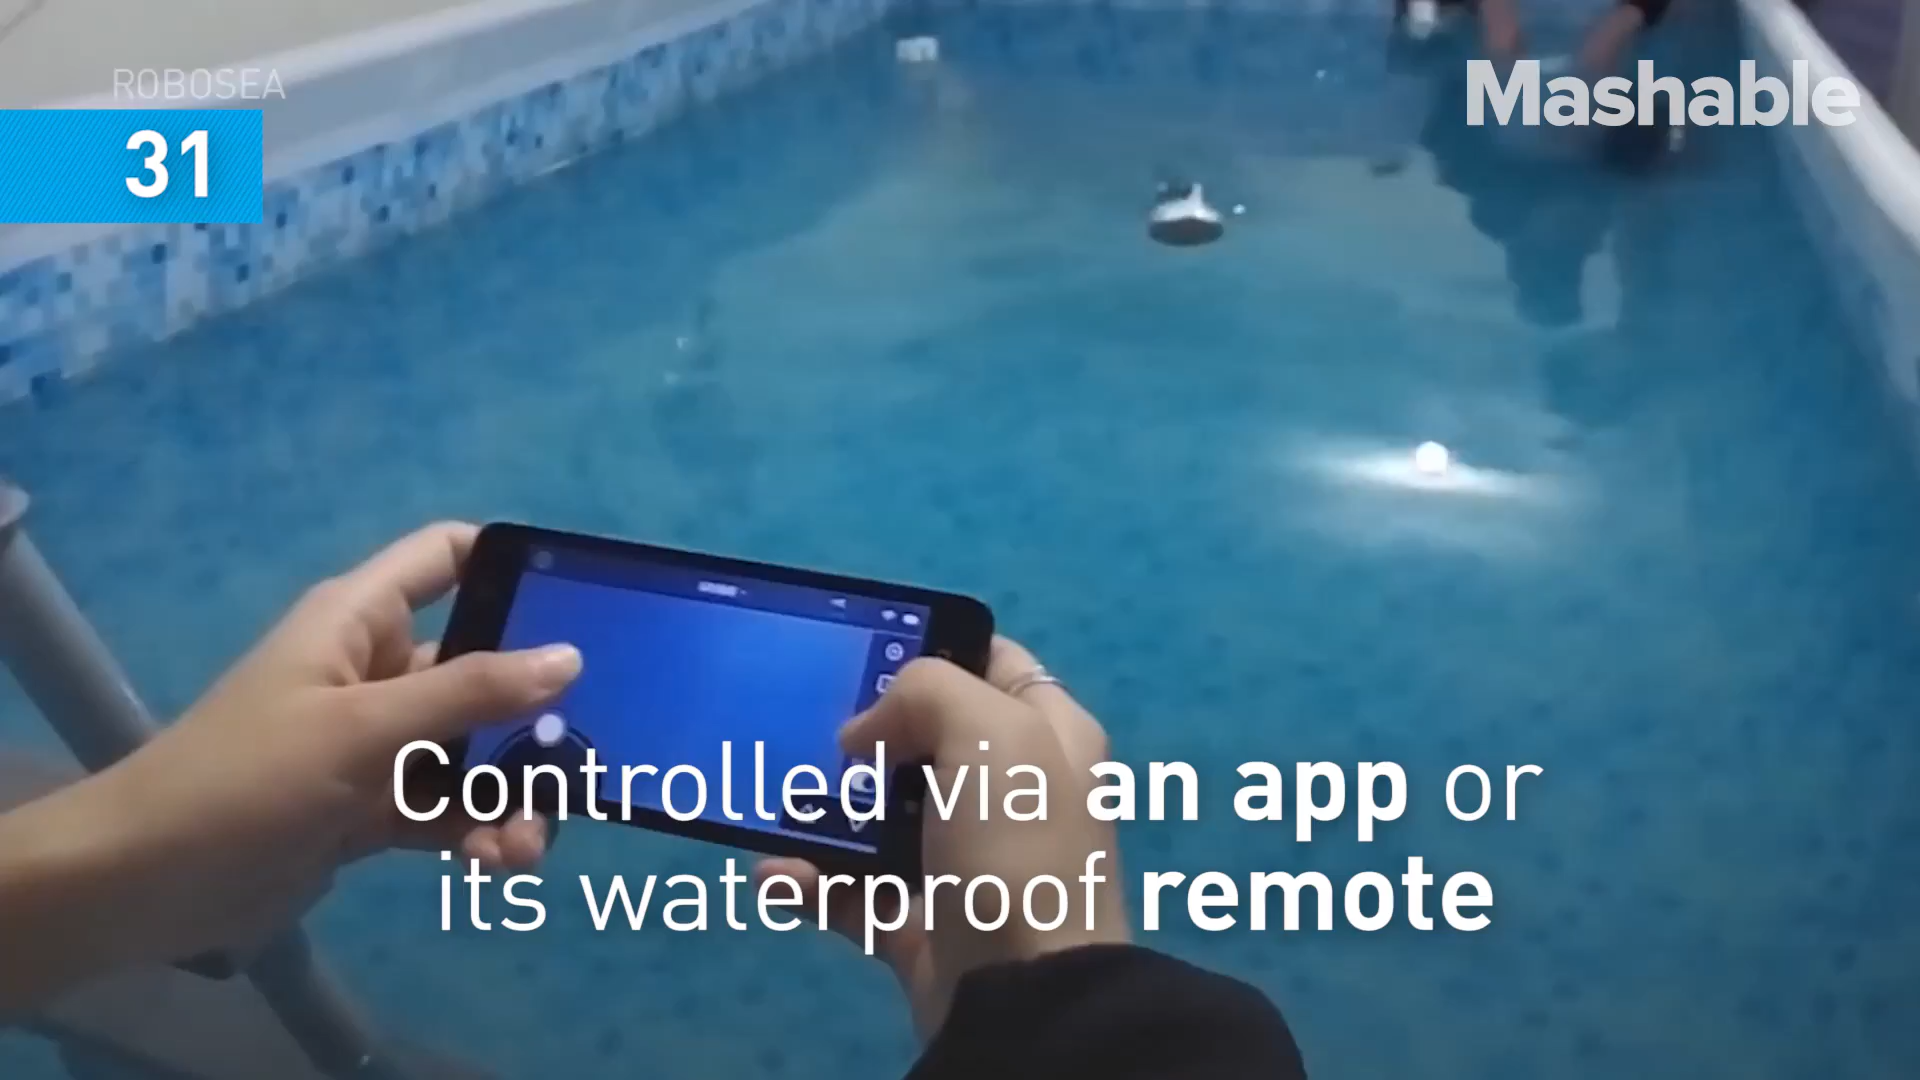 ROBOSEA
Mashable
31
Controlled via an app or
its waterproof remote